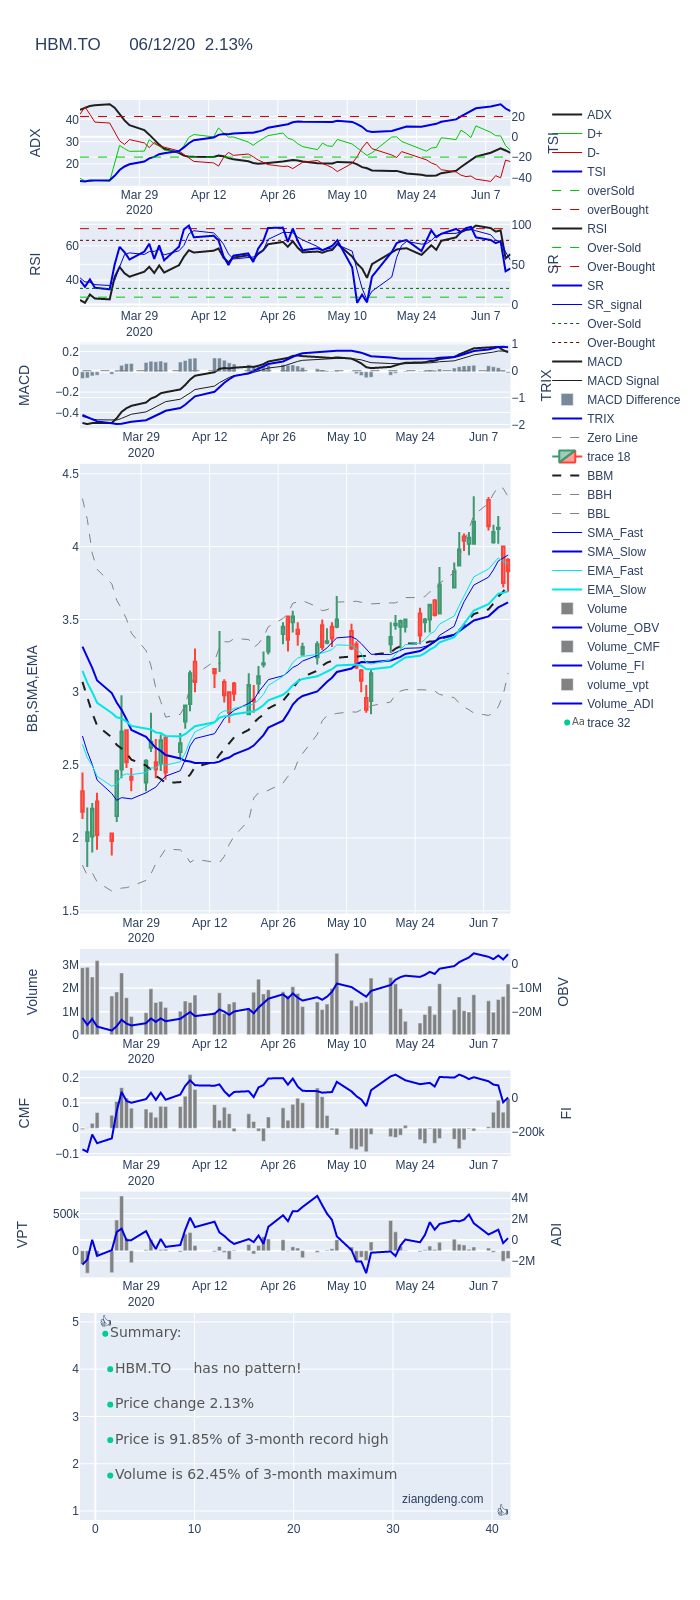 HBM.TO 06/12/20 2.13%
ADX
40
30
20
20
0
−20
−40
TSI
Mar 29
2020
Apr 12
Apr 26
May 10
May 24
Jun 7
RSI
60
40
100
50
0
SR
Mar 29
2020
Apr 12
Apr 26
May 10
May 24
Jun 7
MACD
0.2
0
−0.2
−0.4
1
0
−1
−2
TRIX
Mar 29
2020
Apr 12
Apr 26
May 10
May 24
Jun 7
BB,SMA,EMA
4.5
4
3.5
3
2.5
2
1.5
Mar 29
2020
Apr 12
Apr 26
May 10
May 24
Jun 7
Volume
3M
2M
1M
0
0
−10M
−20M
OBV
Mar 29
2020
Apr 12
Apr 26
May 10
May 24
Jun 7
CMF
0.2
0.1
0
−0.1
0
−200k
FI
Mar 29
2020
Apr 12
Apr 26
May 10
May 24
Jun 7
VPT
500k
0
4M
2M
0
−2M
ADI
Mar 29
2020
Apr 12
Apr 26
May 10
May 24
Jun 7
5
4
3
2
1
👍
Summary:
HBM.TO has no pattern!
Price change 2.13%
Price is 91.85% of 3-month record high
Volume is 62.45% of 3-month maximum
ziangdeng.com
👍
0
10
20
30
40
ADX
D+
D-
TSI
overSold
overBought
RSI
Over-Sold
Over-Bought
SR
SR_signal
Over-Sold
Over-Bought
MACD
MACD Signal
MACD Difference
TRIX
Zero Line
trace 18
BBM
BBH
BBL
SMA_Fast
SMA_Slow
EMA_Fast
EMA_Slow
Volume
Volume_OBV
Volume_CMF
Volume_FI
volume_vpt
Volume_ADI
Aa trace 32